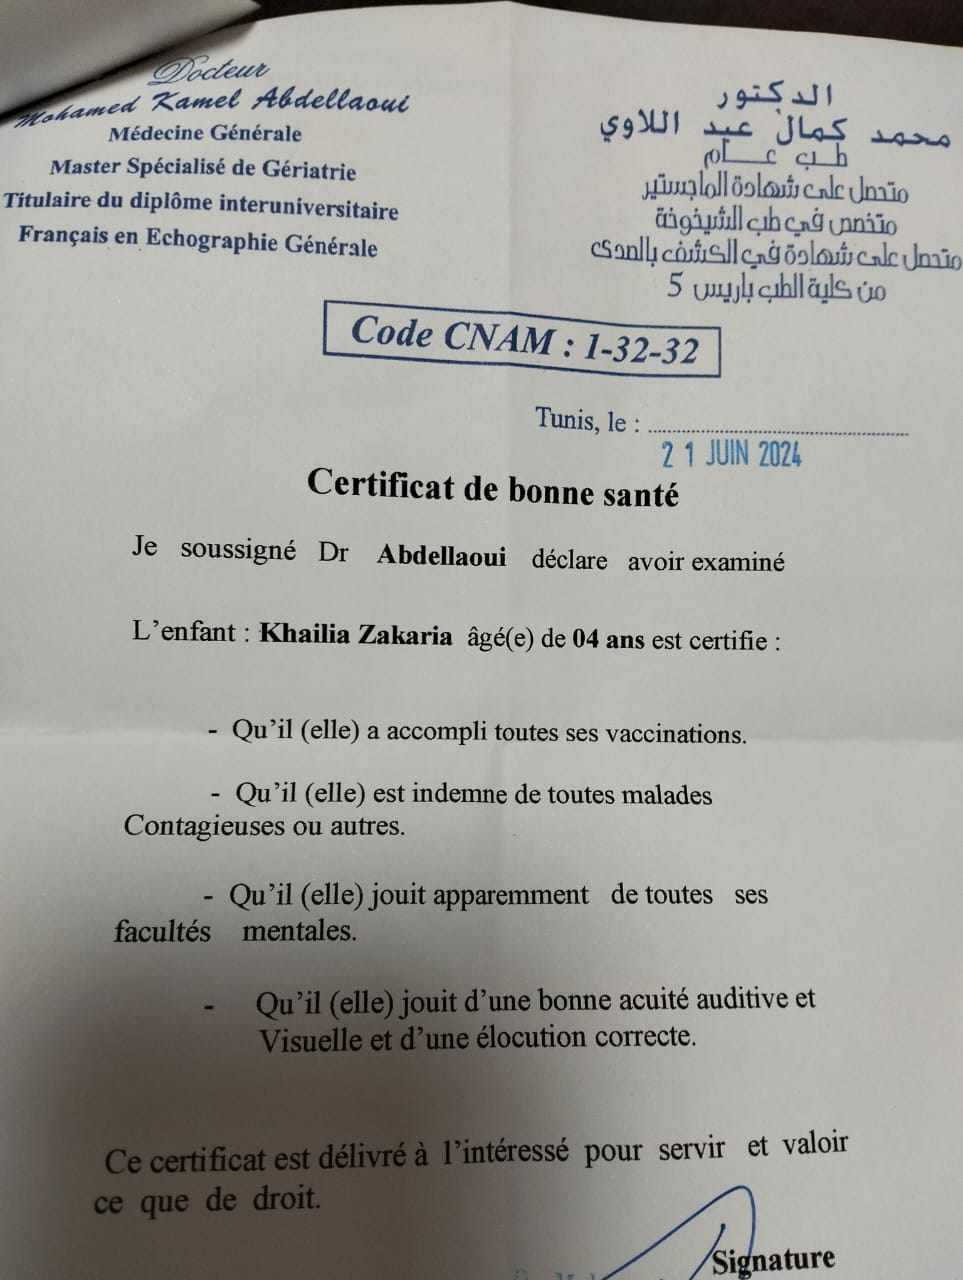 Docteur
Mohamed Kamel Abdellaoui
Médecine Générale
Master Spécialisé de Gériatrie
Titulaire du diplôme interuniversitaire
Français en Echographie Générale
الدكتور
محمد كمال عبد اللاوي
طب عام
متحصل على شهادة الماجستير
متخصص في طب الشيخوخة
متحصل على شهادة في الكشف بالصدى
من كلية الطب باريس 5
Code CNAM : 1-32-32
Tunis, le :
21 JUIN 2024
Certificat de bonne santé
Je soussigné Dr Abdellaoui déclare avoir examiné
L'enfant : Khailia Zakaria âgé(e) de 04 ans est certifie :
- Qu'il (elle) a accompli toutes ses vaccinations.
- Qu'il (elle) est indemne de toutes malades
Contagieuses ou autres.
- Qu'il (elle) jouit apparemment de toutes ses
facultés mentales.
- Qu'il (elle) jouit d'une bonne acuité auditive et
Visuelle et d'une élocution correcte.
Ce certificat est délivré à l'intéressé pour servir et valoir
ce que de droit.
Signature